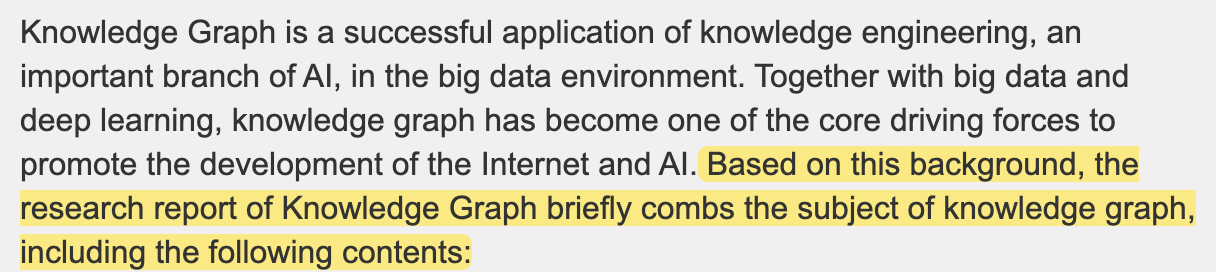 Knowledge Graph is a successful application of knowledge engineering, an
important branch of AI, in the big data environment. Together with big data and
deep learning, knowledge graph has become one of the core driving forces to
promote the development of the Internet and AI. Based on this background, the
research report of Knowledge Graph briefly combs the subject of knowledge graph,
including the following contents: